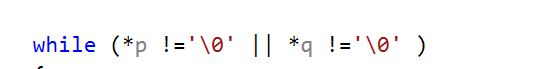 while (*p !='\0' || *q !='\0' )